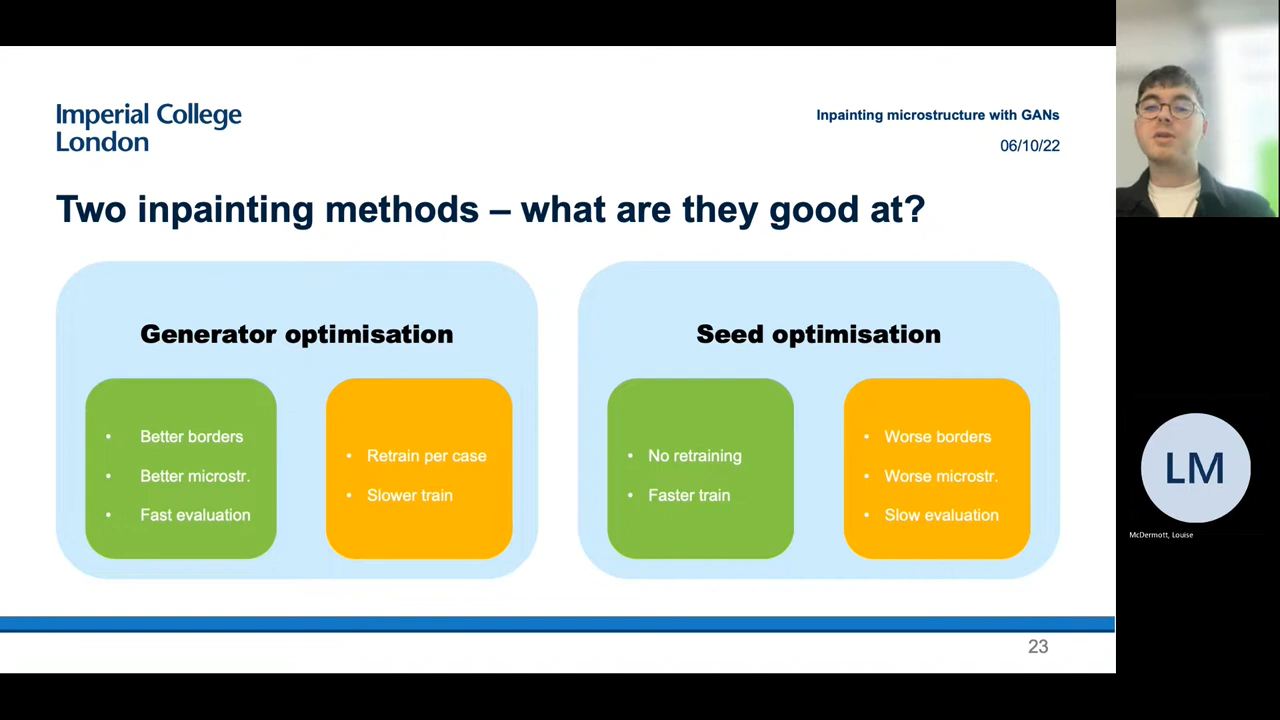 Imperial College
London
Inpainting microstructure with GANs
06/10/22
Two inpainting methods – what are they good at?
Generator optimisation
• Better borders
• Better microstr.
• Fast evaluation
• Retrain per case
• Slower train
Seed optimisation
• No retraining
• Faster train
• Worse borders
• Worse microstr.
• Slow evaluation
23
LM
McDermott, Louise